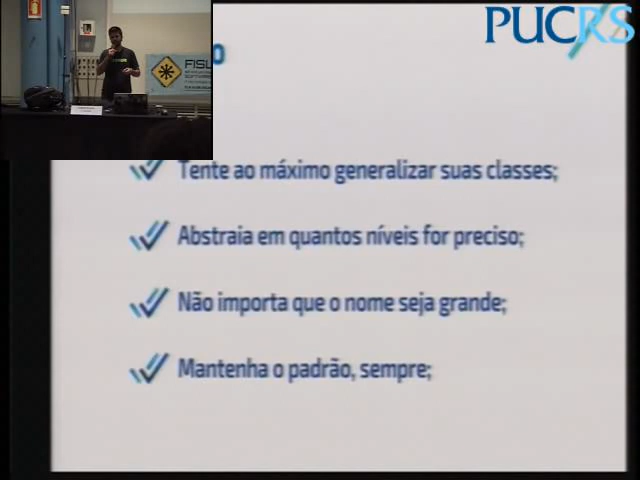 PUCRS
FISL
o
Tente ao máximo generalizar suas classes;
Abstraia em quantos níveis for preciso;
Não importa que o nome seja grande;
Mantenha o padrão, sempre;